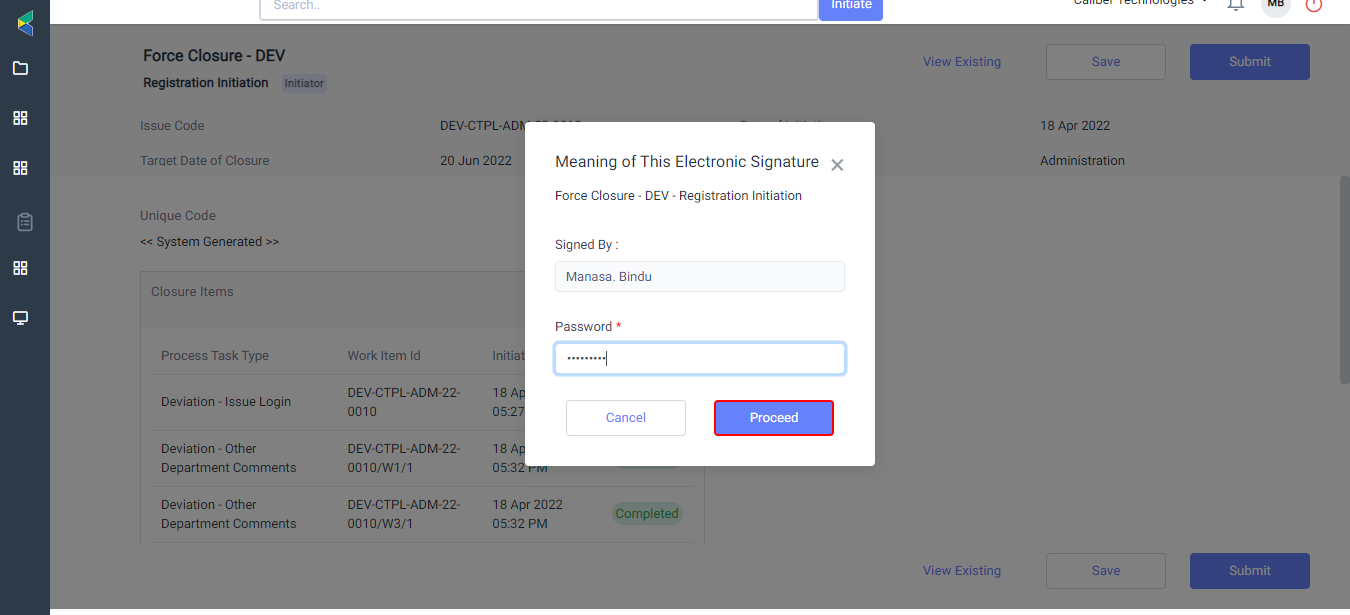 Search..
Initiate
Caliber Technologies
MB
Force Closure - DEV
View Existing
Save
Submit
Registration Initiation
Initiator
Issue Code
DEV-CTPL-ADM-22-0010
18 Apr 2022
Target Date of Closure
20 Jun 2022
Administration
Meaning of This Electronic Signature
Force Closure - DEV - Registration Initiation
Signed By :
Manasa. Bindu
Password *
•••••••••
Cancel
Proceed
Unique Code
<< System Generated >>
Closure Items
Process Task Type
Work Item Id
Initiat
Deviation - Issue Login
DEV-CTPL-ADM-22-
0010
18 Ap
05:27
Deviation - Other
Department Comments
DEV-CTPL-ADM-22-
0010/W1/1
18 Ap
05:32 PM
Deviation - Other
Department Comments
DEV-CTPL-ADM-22-
0010/W3/1
18 Apr 2022
05:32 PM
Completed
View Existing
Save
Submit